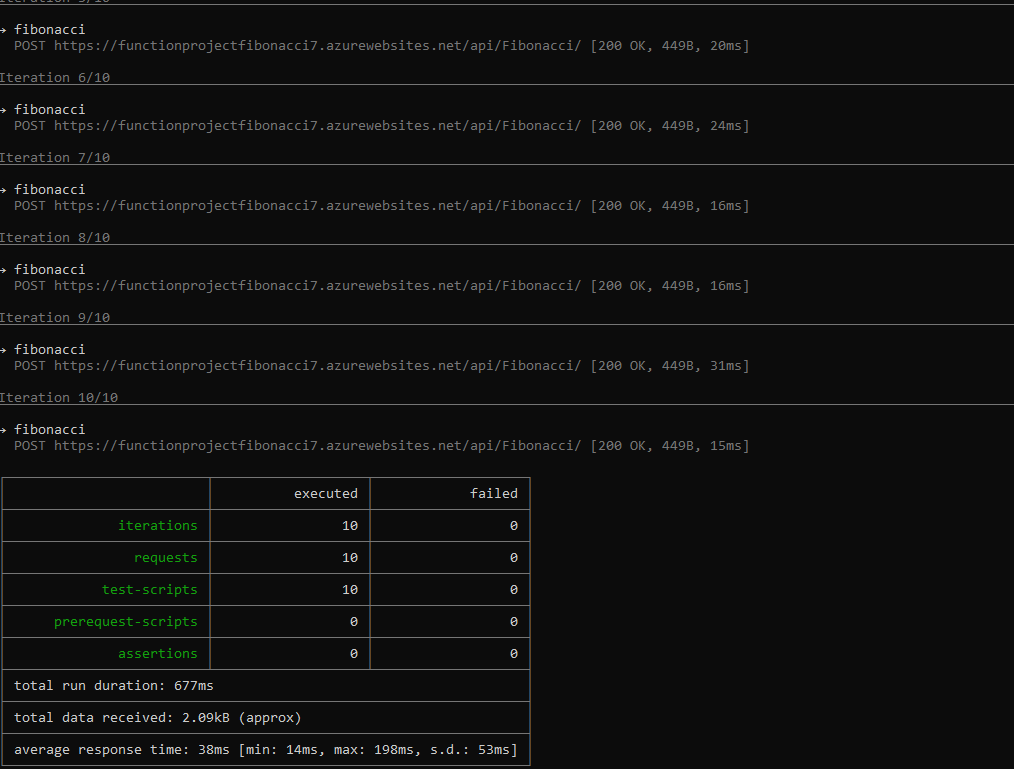 → fibonacci
POST https://functionprojectfibonacci7.azurewebsites.net/api/Fibonacci/ [200 OK, 449B, 20ms]
Iteration 6/10
→ fibonacci
POST https://functionprojectfibonacci7.azurewebsites.net/api/Fibonacci/ [200 OK, 449B, 24ms]
Iteration 7/10
→ fibonacci
POST https://functionprojectfibonacci7.azurewebsites.net/api/Fibonacci/ [200 OK, 449B, 16ms]
Iteration 8/10
→ fibonacci
POST https://functionprojectfibonacci7.azurewebsites.net/api/Fibonacci/ [200 OK, 449B, 16ms]
Iteration 9/10
→ fibonacci
POST https://functionprojectfibonacci7.azurewebsites.net/api/Fibonacci/ [200 OK, 449B, 31ms]
Iteration 10/10
→ fibonacci
POST https://functionprojectfibonacci7.azurewebsites.net/api/Fibonacci/ [200 OK, 449B, 15ms]
executed failed
iterations 10 0
requests 10 0
test-scripts 10 0
prerequest-scripts 0 0
assertions 0 0
total run duration: 677ms
total data received: 2.09kB (approx)
average response time: 38ms [min: 14ms, max: 198ms, s.d.: 53ms]